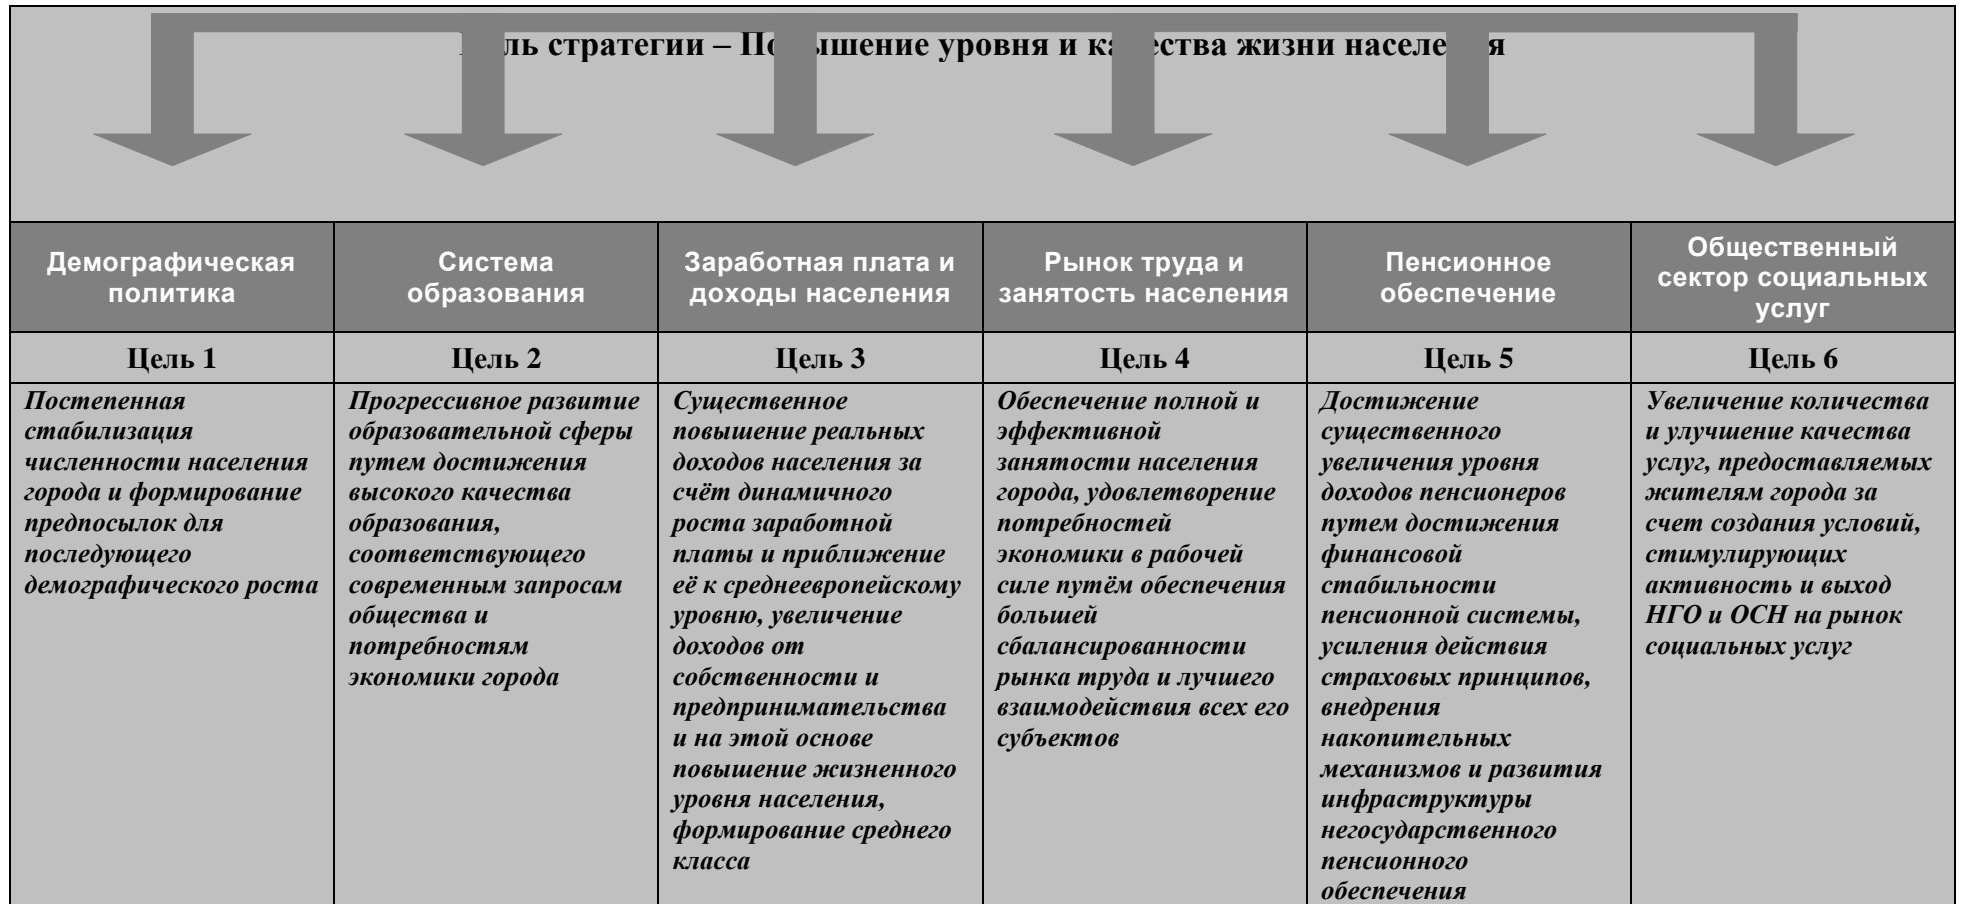 стратегии – уровня и жизни
Демографическая
политика
Система
образования
Заработная плата и
доходы населения
Рынок труда и
занятость населения
Пенсионное
обеспечение
Общественный
сектор социальных
услуг
Цель 1
Цель 2
Цель 3
Цель 4
Цель 5
Цель 6
Постепенная
стабилизация
численности населения
города и формирование
предпосылок для
последующего
демографического роста
Прогрессивное развитие
образовательной сферы
путем достижения
высокого качества
образования,
соответствующего
современным запросам
общества и
потребностям
экономики города
Существенное
повышение реальных
доходов населения за
счёт динамичного
роста заработной
платы и приближение
её к среднеевропейскому
уровню, увеличение
доходов от
собственности и
предпринимательства
и на этой основе
повышение жизненного
уровня населения,
формирование среднего
класса
Обеспечение полной и
эффективной
занятости населения
города, удовлетворение
потребностей
экономики в рабочей
силе путём обеспечения
большей
сбалансированности
рынка труда и лучшего
взаимодействия всех его
субъектов
Достижение
существенного
увеличения уровня
доходов пенсионеров
путем достижения
финансовой
стабильности
пенсионной системы,
усиления действия
страховых принципов,
внедрения
накопительных
механизмов и развития
инфраструктуры
негосударственного
пенсионного
обеспечения
Увеличение количества
и улучшение качества
услуг, предоставляемых
жителям города за
счет создания условий,
стимулирующих
активность и выход
НГО и ОСН на рынок
социальных услуг